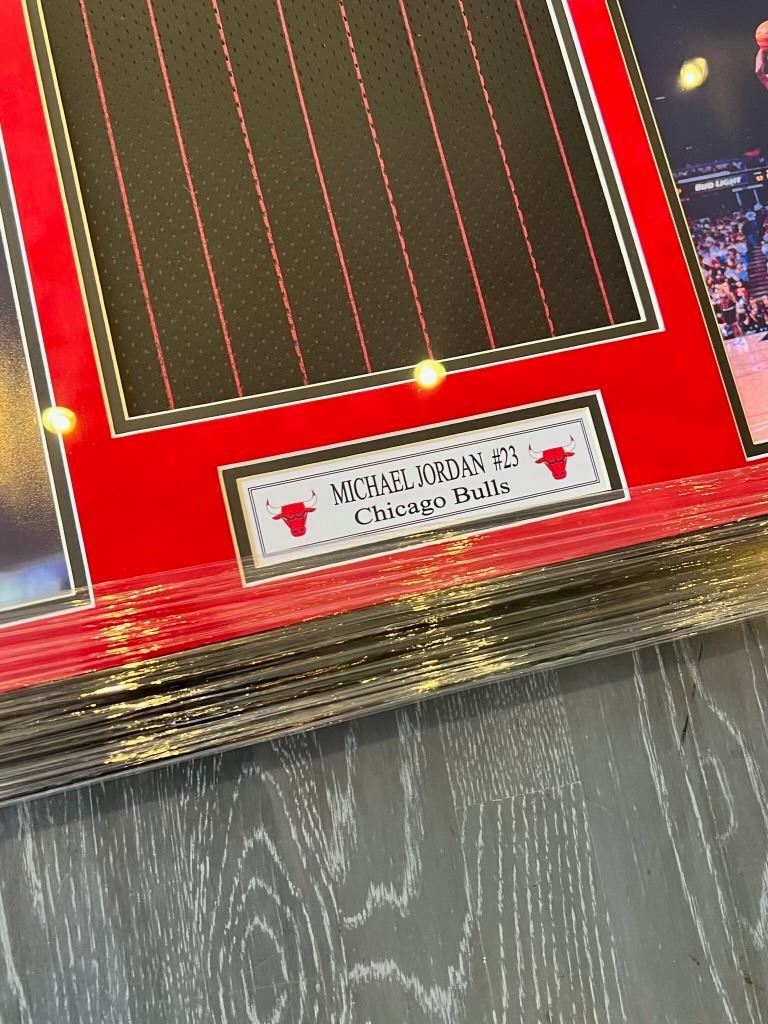 BUD LIGHT
MICHAEL JORDAN #23
Chicago Bulls